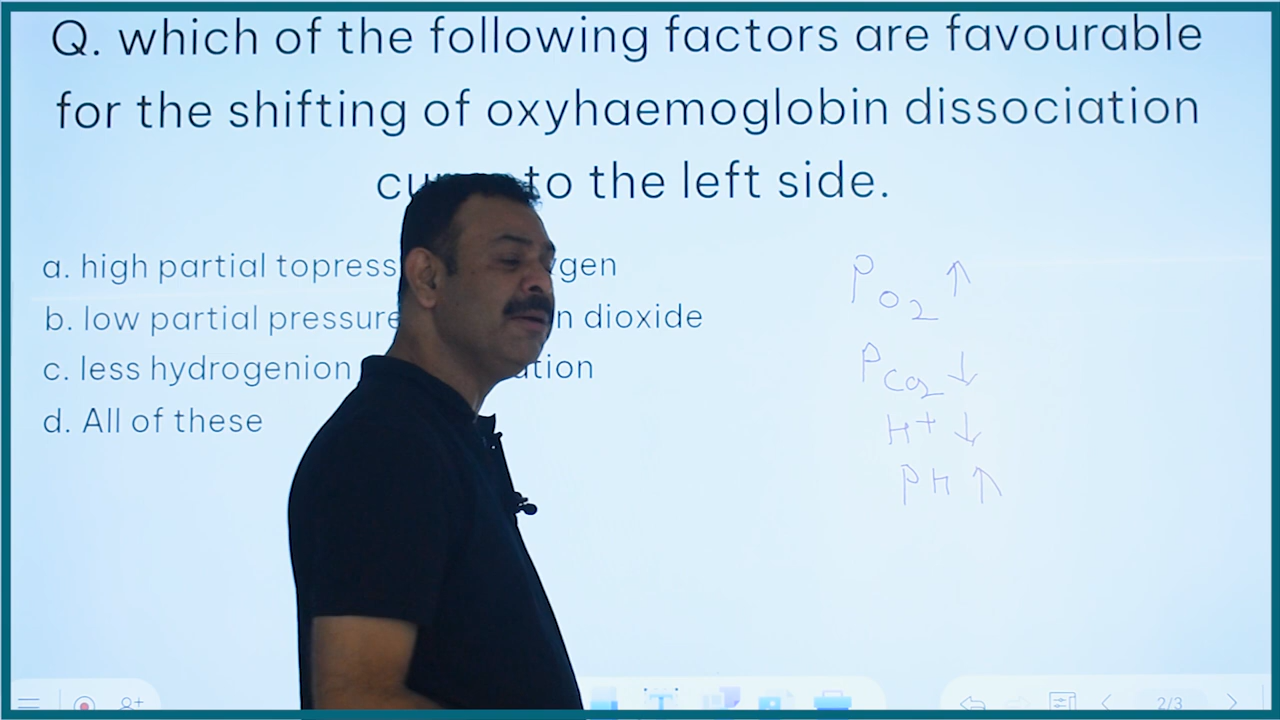 Q. which of the following factors are favourable
for the shifting of oxyhaemoglobin dissociation
to the left side.
a. high partial topress gen
b. low partial pressure n dioxide
c. less hydrogenion ation
d. All of these
PO2 ↑
PCO2 ↓
H+ ↓
PH ↑
2/3